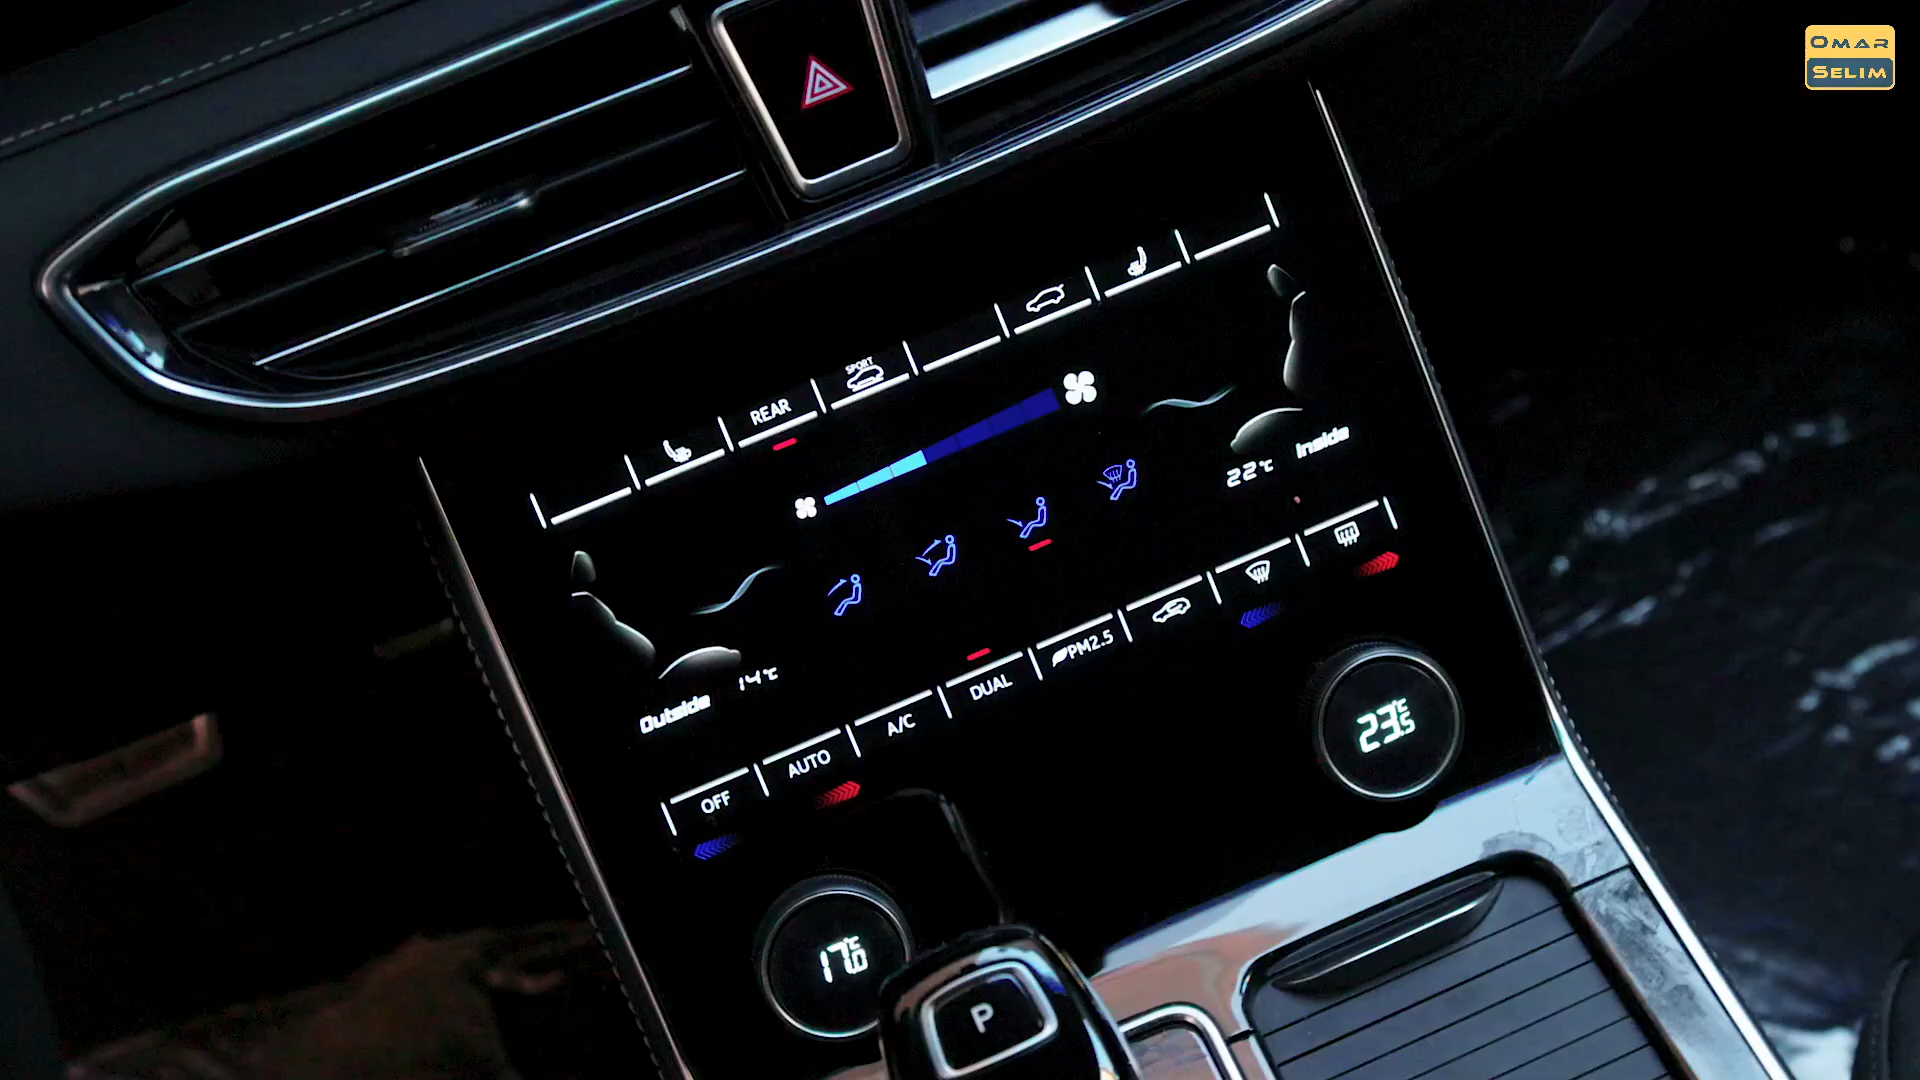 OMAR
SELIM
SPORT
REAR
22°C Inside
Outside 14°C
OFF AUTO A/C DUAL PM2.5
23.5°C
17.0°C
P